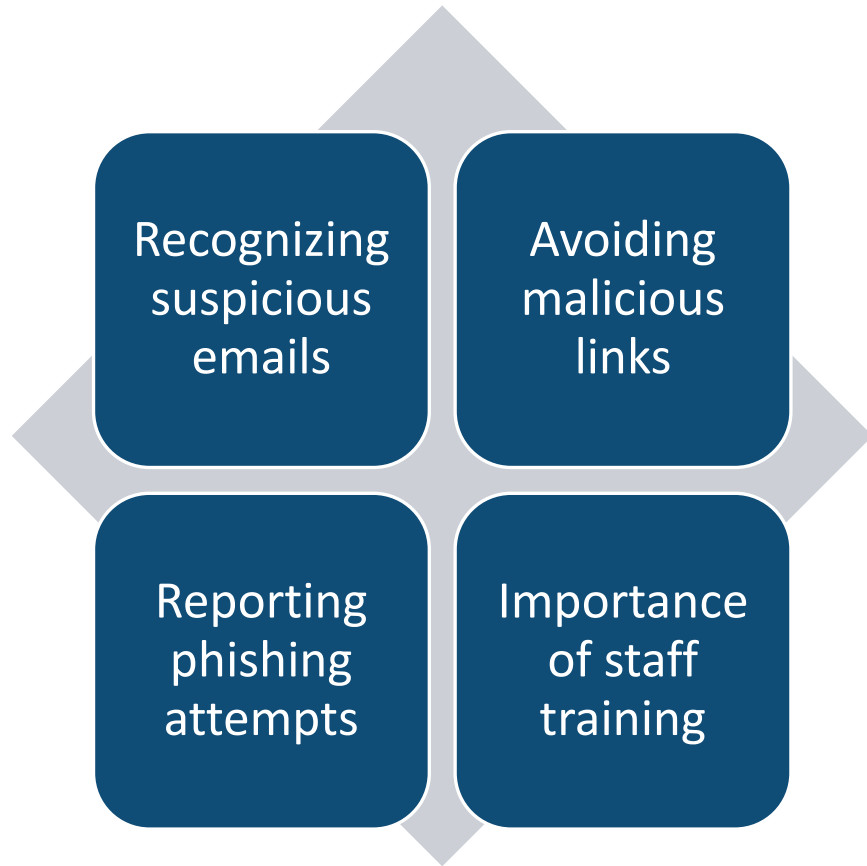 Recognizing
suspicious
emails
Avoiding
malicious
links
Reporting
phishing
attempts
Importance
of staff
training